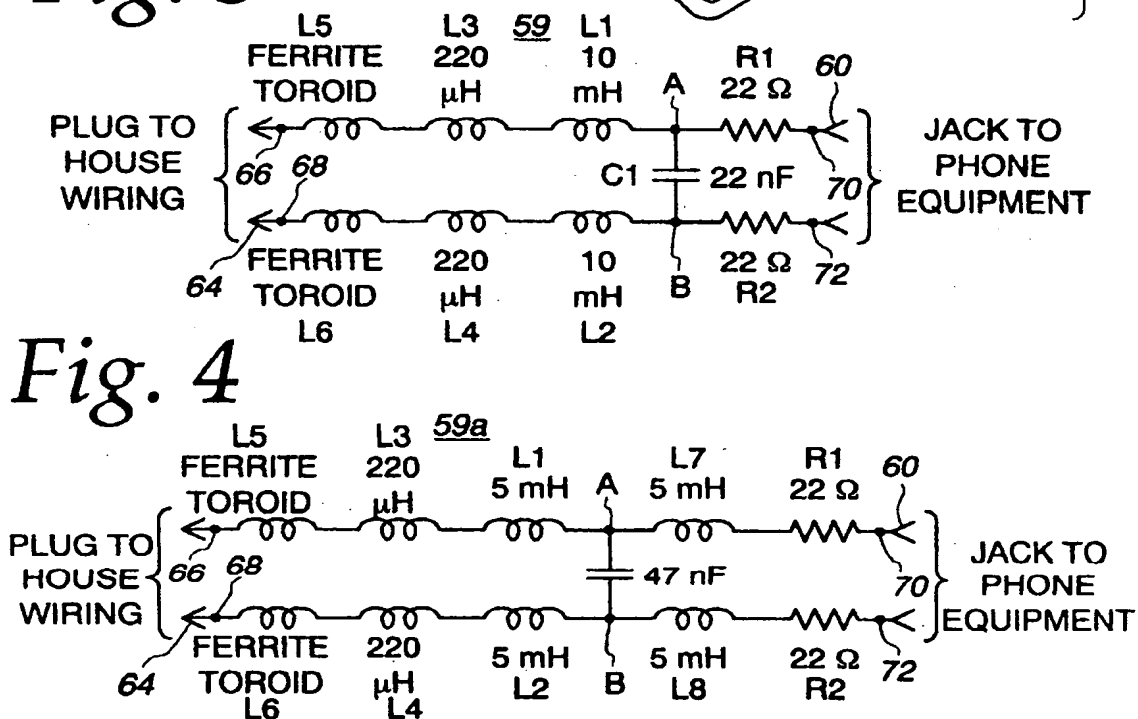 L5 L3 59 L1
FERRITE 220 10 R1 60
TOROID μH mH A 22 Ω
PLUG TO
HOUSE
WIRING
66 68
C1 22 nF
70
JACK TO
PHONE
EQUIPMENT
64
FERRITE 220 10 22 Ω 72
TOROID μH mH B R2
L6 L4 L2
Fig. 4
59a
L5 L3
FERRITE 220 L1 L7 R1 60
TOROID μH 5 mH A 5 mH 22 Ω
PLUG TO
HOUSE
WIRING
66 68
47 nF
70
JACK TO
PHONE
EQUIPMENT
64
FERRITE 220 5 mH 5 mH 22 Ω 72
TOROID μH L2 B L8 R2
L6 L4